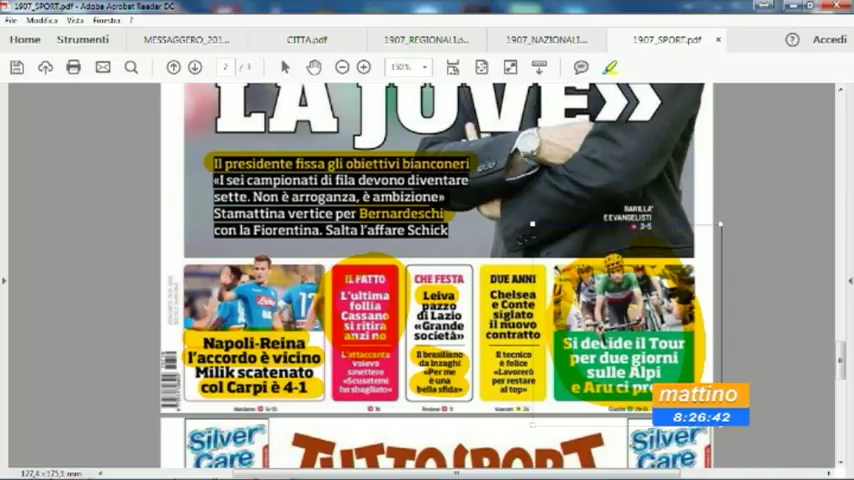 1907_SPORT.pdf - Adobe Acrobat Reader DC
File Modifica Vista Finestra ?
Home Strumenti MESSAGGERO_201... CITTA.pdf 1907_REGIONALI.p... 1907_NAZIONALI... 1907_SPORT.pdf × Accedi
2 / 3 150%
LA JUVE»
Il presidente fissa gli obiettivi bianconeri
«I sei campionati di fila devono diventare
sette. Non è arroganza, è ambizione»
Stamattina vertice per Bernardeschi
con la Fiorentina. Salta l'affare Schick
BARILLA'
E EVANGELISTI
3-5
Napoli-Reina
l'accordo è vicino
Milik scatenato
col Carpi è 4-1
IL FATTO
L'ultima
follia
Cassano
si ritira
anzi no
L'attaccante
voleva
smettere
«Scusatemi
ho sbagliato»
CHE FESTA
Leiva
pazzo
di Lazio
«Grande
società»
Il brasiliano
da Inzaghi
«Per me
è una
bella sfida»
DUE ANNI
Chelsea
e Conte
siglato
il nuovo
contratto
Il tecnico
è felice
«Lavorerò
per restare
al top»
Si decide il Tour
per due giorni
sulle Alpi
e Aru ci
mattino
8:26:42
Silver
Care
TUTTOSPORT
Silver
Care